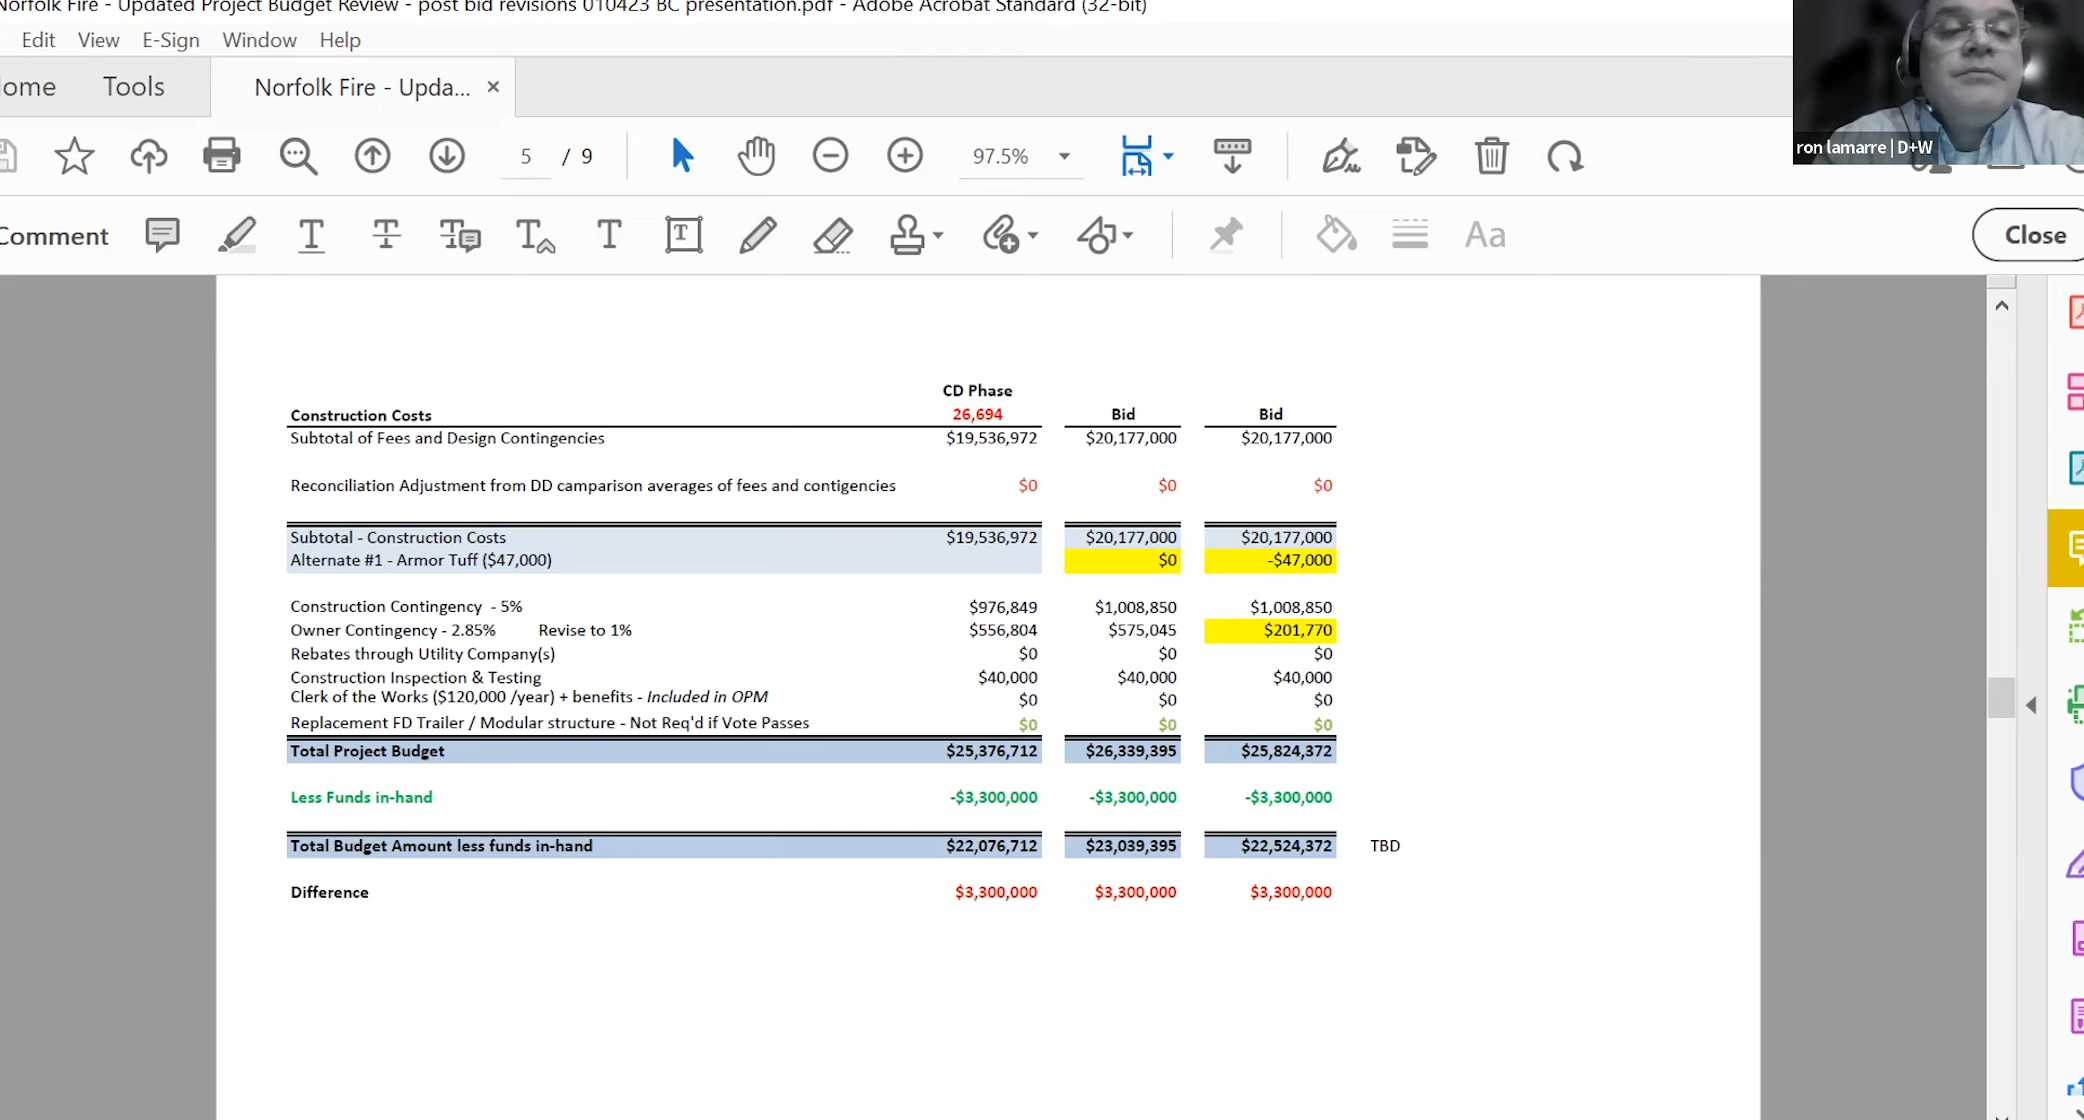 Norfolk Fire - Updated Project Budget Review - post bid revisions 010423 BC presentation.pdf - Adobe Acrobat Standard (32-bit)
Edit View E-Sign Window Help
ome Tools Norfolk Fire - Upda... ×
5 / 9 97.5%
ron lamarre | D+W
Comment Aa Close
CD Phase
Construction Costs 26,694 Bid Bid
Subtotal of Fees and Design Contingencies $19,536,972 $20,177,000 $20,177,000
Reconciliation Adjustment from DD camparison averages of fees and contigencies $0 $0 $0
Subtotal - Construction Costs $19,536,972 $20,177,000 $20,177,000
Alternate #1 - Armor Tuff ($47,000) $0 -$47,000
Construction Contingency - 5% $976,849 $1,008,850 $1,008,850
Owner Contingency - 2.85% Revise to 1% $556,804 $575,045 $201,770
Rebates through Utility Company(s) $0 $0 $0
Construction Inspection & Testing $40,000 $40,000 $40,000
Clerk of the Works ($120,000 /year) + benefits - Included in OPM $0 $0 $0
Replacement FD Trailer / Modular structure - Not Req'd if Vote Passes $0 $0 $0
Total Project Budget $25,376,712 $26,339,395 $25,824,372
Less Funds in-hand -$3,300,000 -$3,300,000 -$3,300,000
Total Budget Amount less funds in-hand $22,076,712 $23,039,395 $22,524,372 TBD
Difference $3,300,000 $3,300,000 $3,300,000